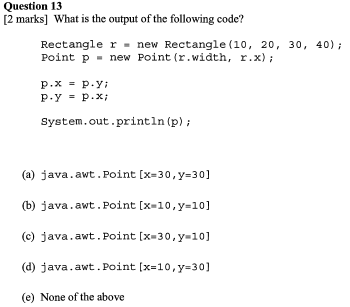 Question 13
[2 marks] What is the output of the following code?
Rectangle r = new Rectangle(10, 20, 30, 40);
Point p = new Point(r.width, r.x);
p.x = p.y;
p.y = p.x;
System.out.println(p);
(a) java.awt.Point[x=30,y=30]
(b) java.awt.Point[x=10,y=10]
(c) java.awt.Point[x=30,y=10]
(d) java.awt.Point[x=10,y=30]
(e) None of the above